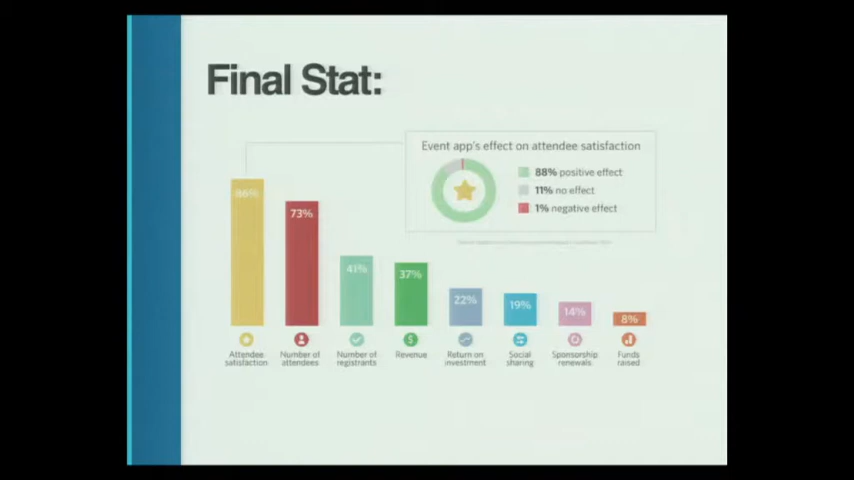 Final Stat:
Event app's effect on attendee satisfaction
88% positive effect
11% no effect
1% negative effect
86%
73%
41%
37%
22%
19%
14%
8%
Attendee satisfaction
Number of attendees
Number of registrants
Revenue
Return on investment
Social sharing
Sponsorship renewals
Funds raised